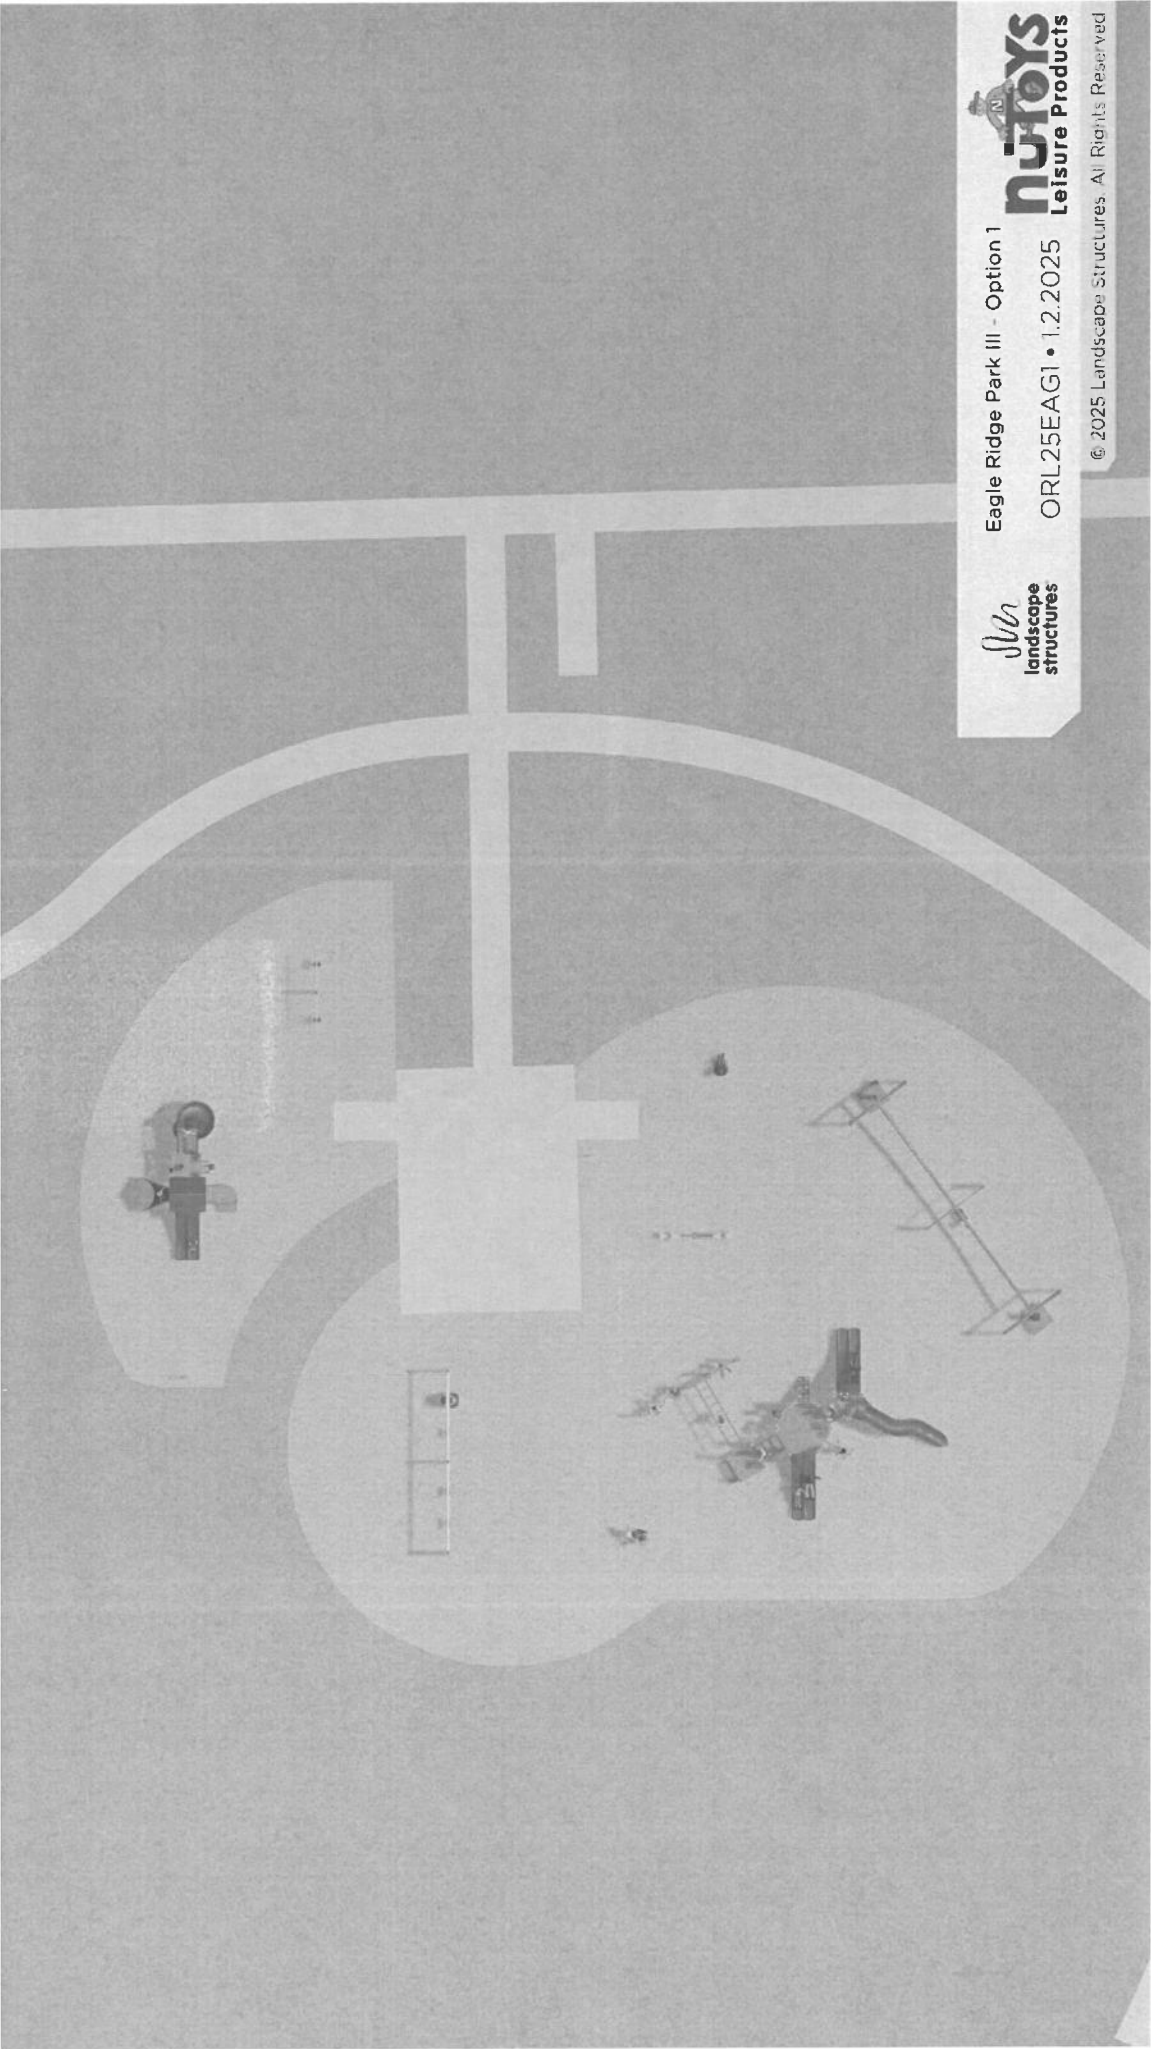 landscape
structures
Eagle Ridge Park III - Option 1
ORL25EAG1 • 1.2.2025
N
nuToys
Leisure Products
© 2025 Landscape Structures. All Rights Reserved